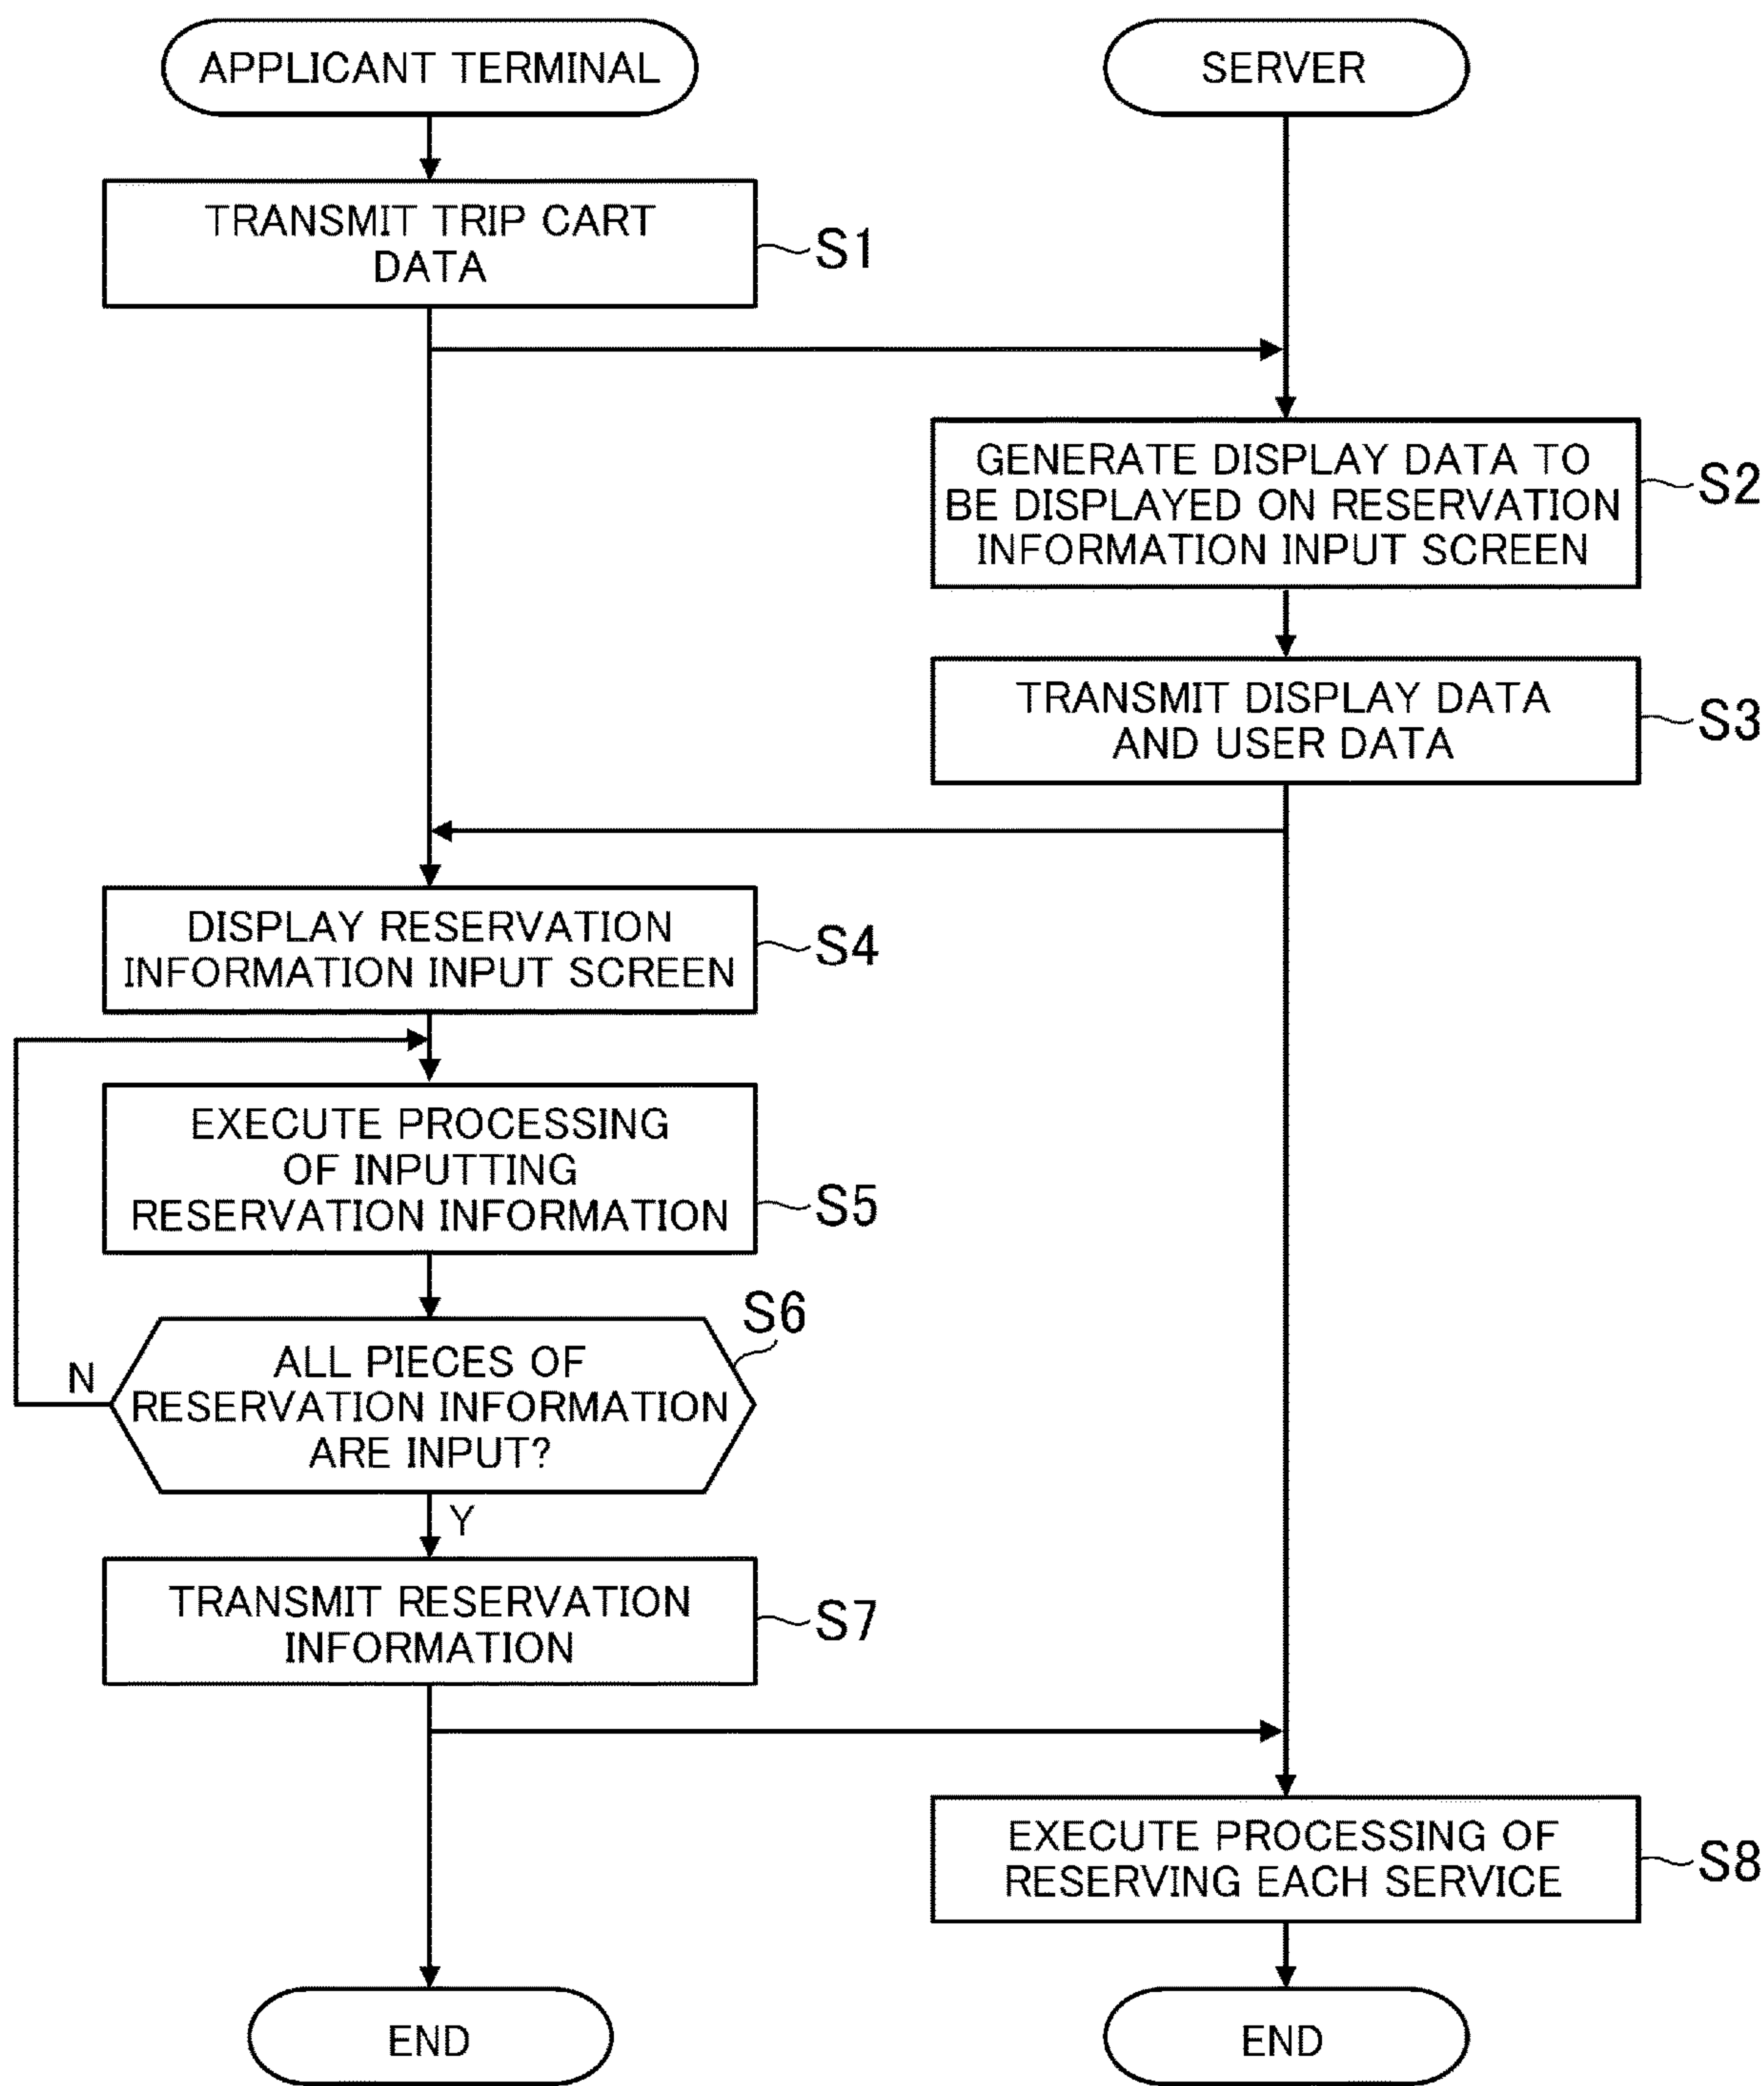 APPLICANT TERMINAL
SERVER
TRANSMIT TRIP CART
DATA
S1
GENERATE DISPLAY DATA TO
BE DISPLAYED ON RESERVATION
INFORMATION INPUT SCREEN
S2
TRANSMIT DISPLAY DATA
AND USER DATA
S3
DISPLAY RESERVATION
INFORMATION INPUT SCREEN
S4
EXECUTE PROCESSING
OF INPUTTING
RESERVATION INFORMATION
S5
S6
ALL PIECES OF
RESERVATION INFORMATION
ARE INPUT?
N
Y
TRANSMIT RESERVATION
INFORMATION
S7
EXECUTE PROCESSING OF
RESERVING EACH SERVICE
S8
END
END